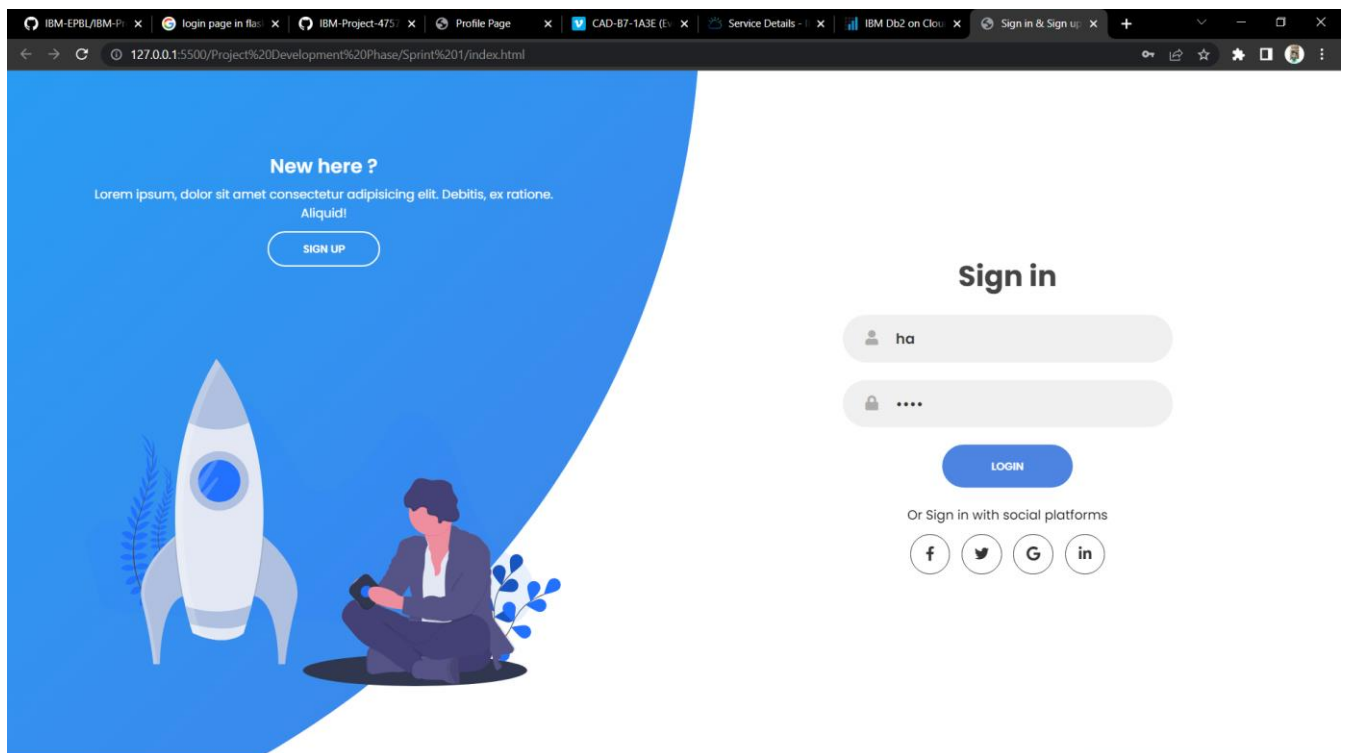 IBM-EPBL/IBM-Pr
login page in flas
IBM-Project-4757
Profile Page
CAD-B7-1A3E (Ev
Service Details - I
IBM Db2 on Clou
Sign in & Sign up
127.0.0.1:5500/Project%20Development%20Phase/Sprint%201/index.html
New here ?
Lorem ipsum, dolor sit amet consectetur adipisicing elit. Debitis, ex ratione.
Aliquid!
SIGN UP
Sign in
ha
••••
LOGIN
Or Sign in with social platforms